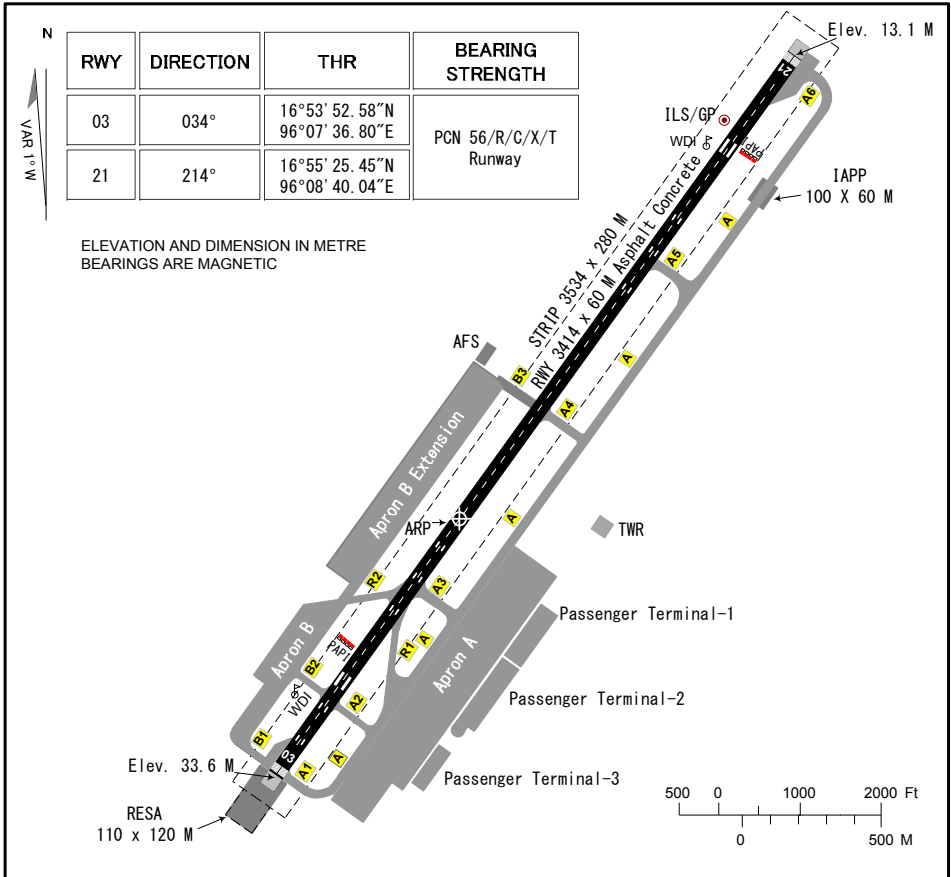 N
VAR 1° W
RWY DIRECTION THR BEARING STRENGTH
03 034° 16°53′52.58″N 96°07′36.80″E PCN 56/R/C/X/T Runway
21 214° 16°55′25.45″N 96°08′40.04″E
ELEVATION AND DIMENSION IN METRE
BEARINGS ARE MAGNETIC
Elev. 13.1 M
21
A6
ILS/GP
WDI
PAPI
IAPP
100 X 60 M
A
A5
STRIP 3534 x 280 M
RWY 3414 x 60 M Asphalt Concrete
AFS
B3
A
A4
Apron B Extension
ARP
A
TWR
R2
A3
Passenger Terminal-1
Apron B
PAPI
R1
A
Apron A
B2
WDI
A2
Passenger Terminal-2
B1
03
A
A1
Elev. 33.6 M
Passenger Terminal-3
RESA
110 x 120 M
500 0 1000 2000 Ft
0 500 M